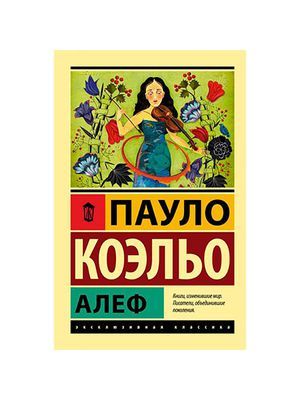 ПАУЛО
КОЭЛЬО
АЛЕФ
Книги, изменившие мир.
Писатели, объединившие
поколения.
ЭКСКЛЮЗИВНАЯ КЛАССИКА